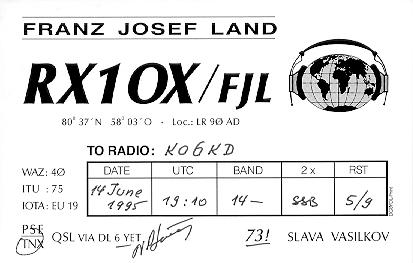 FRANZ JOSEF LAND
RX1OX/FJL
80° 37´N 58° 03´O • Loc.: LR 90 AD
TO RADIO: KO6KD
WAZ: 40
ITU : 75
IOTA: EU 19
DATE UTC BAND 2 x RST
14 June 1995 19:10 14- SSB 5/9
PSE
TNX QSL VIA DL 6 YET 73! SLAVA VASILKOV